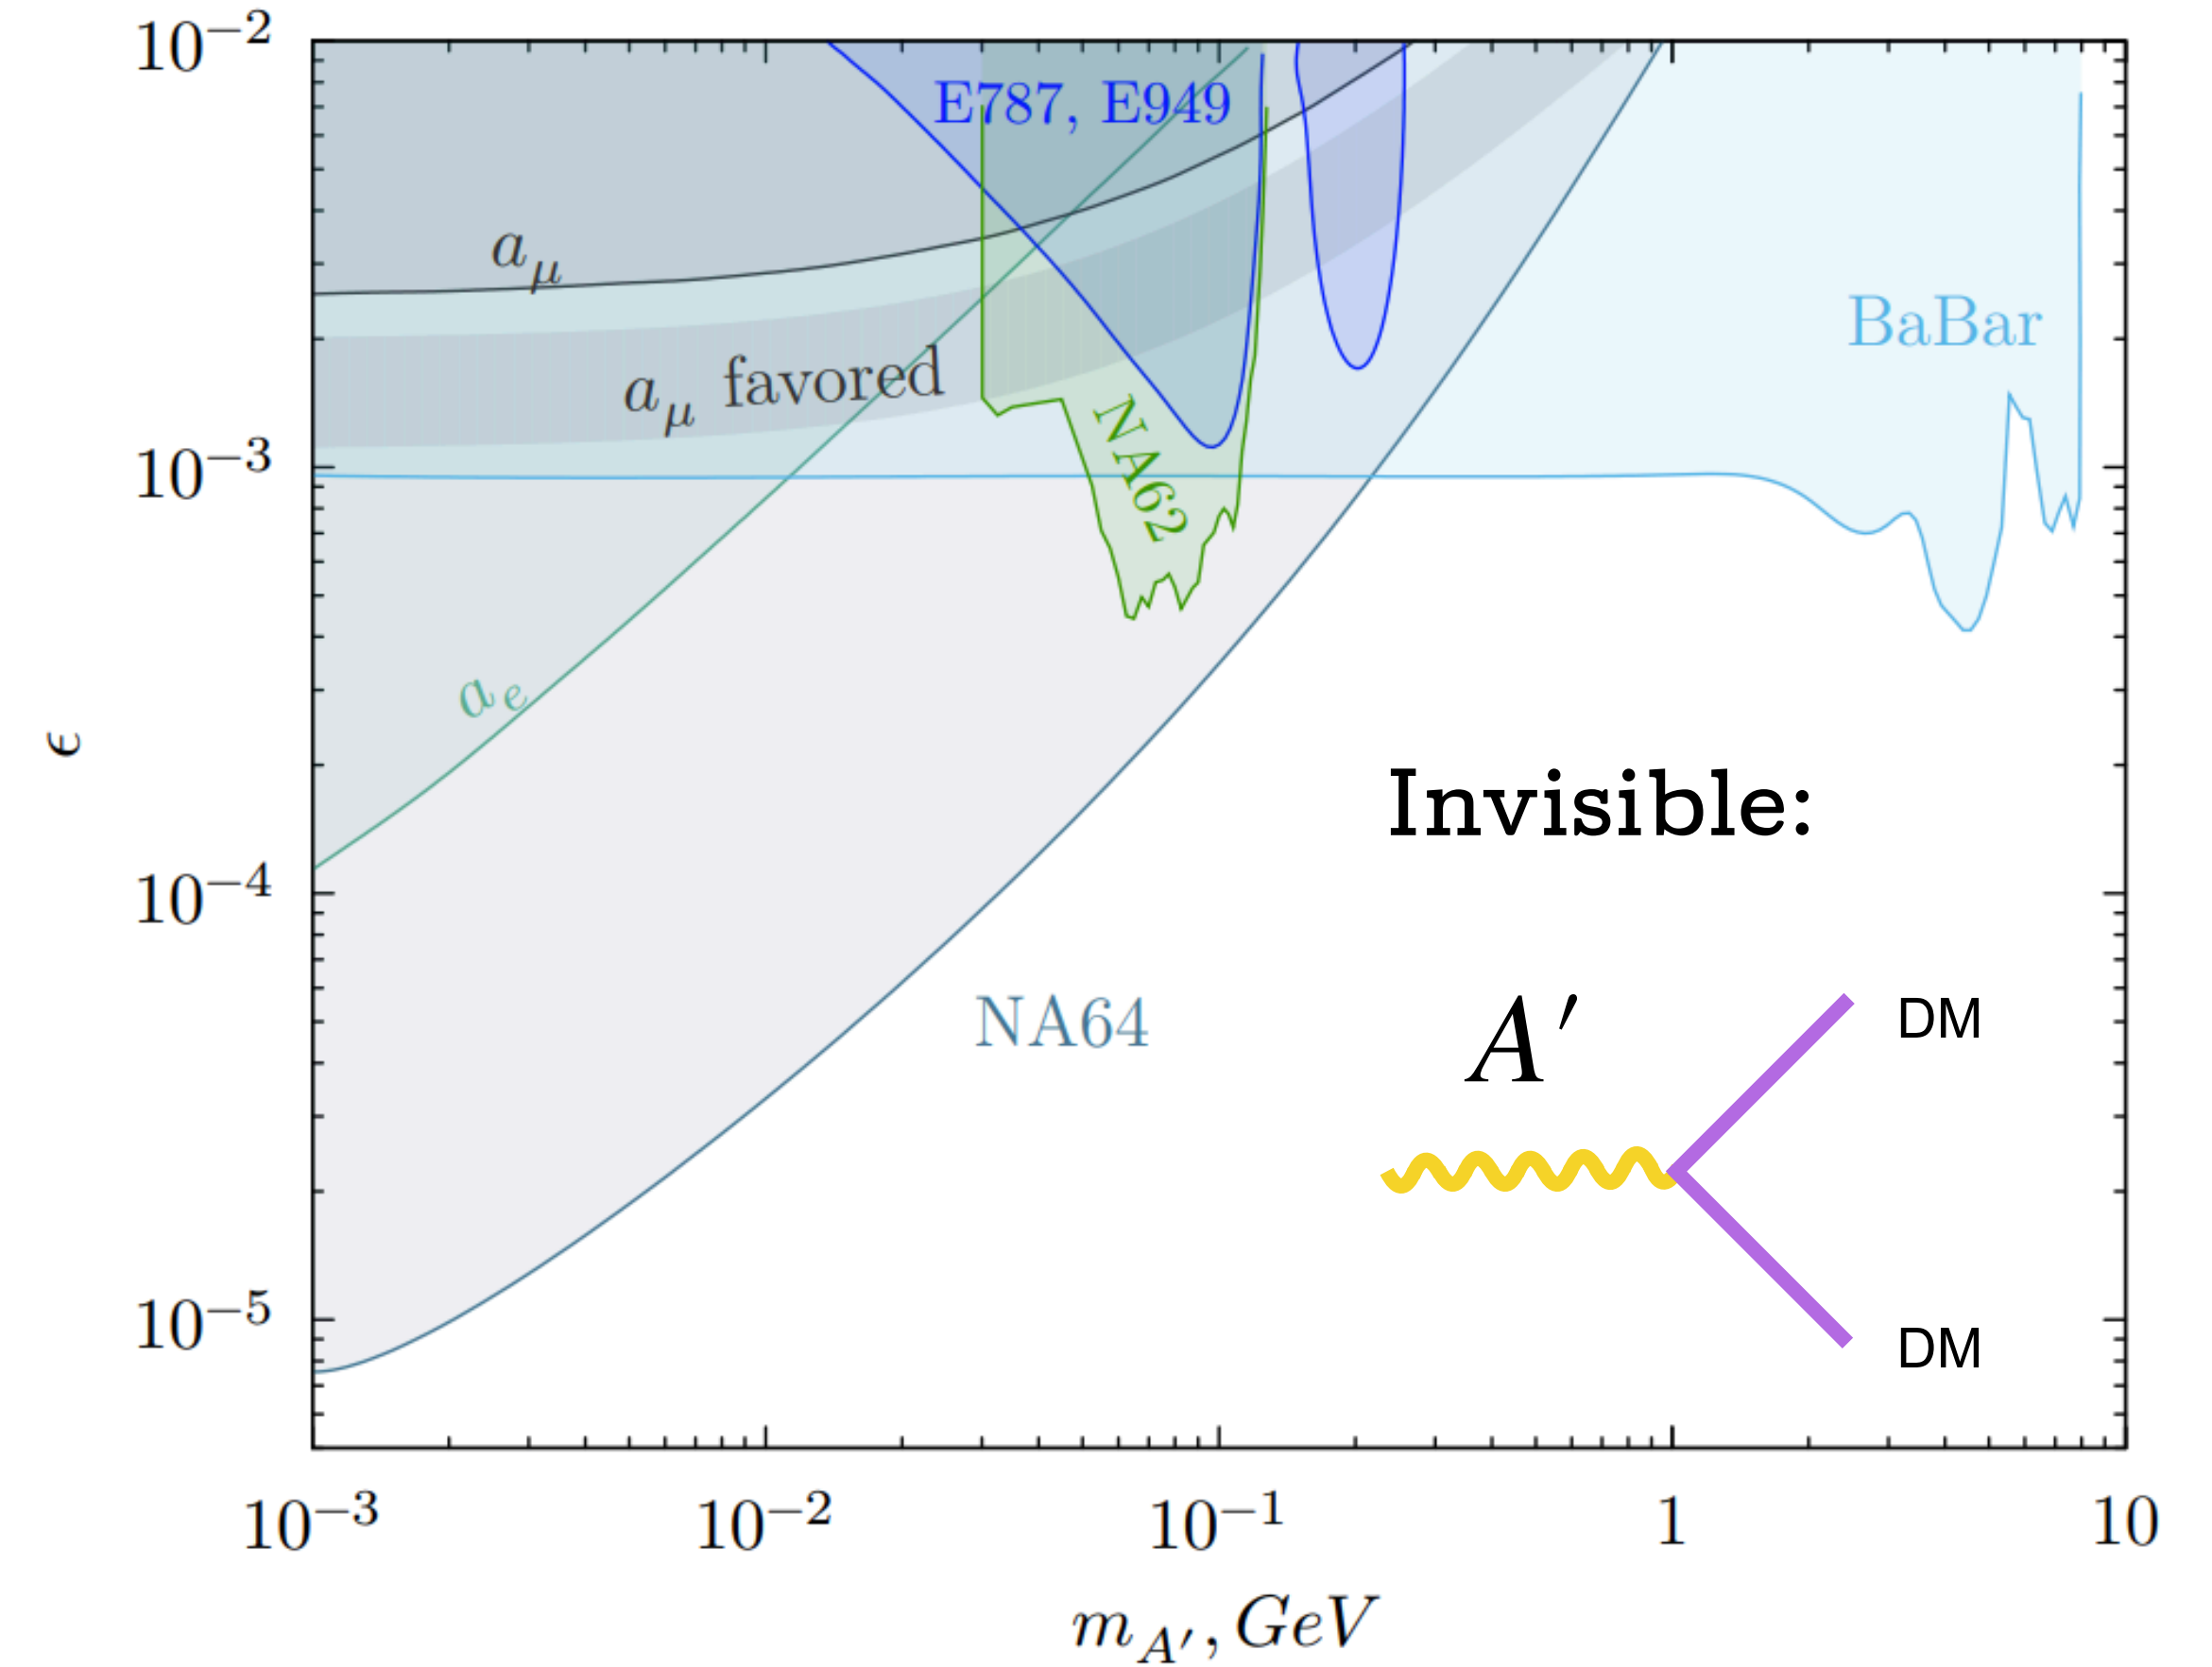 10⁻²
E787, E949
a_μ
BaBar
a_μ favored
NA62
10⁻³
a_e
ϵ
Invisible:
10⁻⁴
NA64
A′
DM
10⁻⁵
DM
10⁻³ 10⁻² 10⁻¹ 1 10
m_A′, GeV